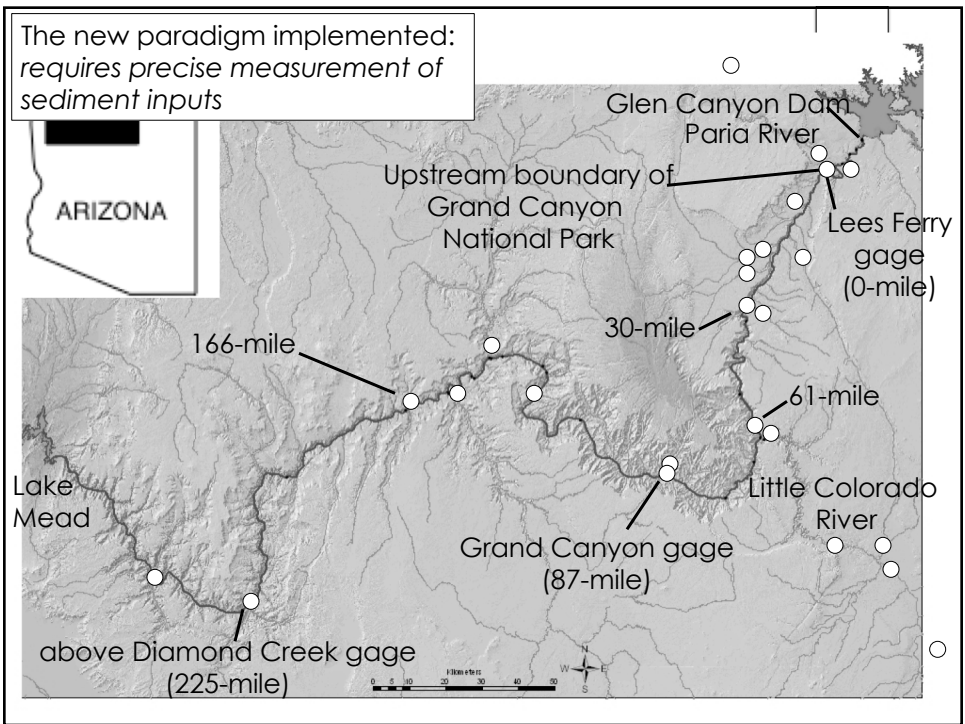 The new paradigm implemented:
requires precise measurement of
sediment inputs
ARIZONA
Glen Canyon Dam
Paria River
Upstream boundary of
Grand Canyon
National Park
Lees Ferry
gage
(0-mile)
30-mile
166-mile
61-mile
Lake
Mead
Little Colorado
River
Grand Canyon gage
(87-mile)
above Diamond Creek gage
(225-mile)
Kilometers
0 5 10 20 30 40 50
N
W E
S